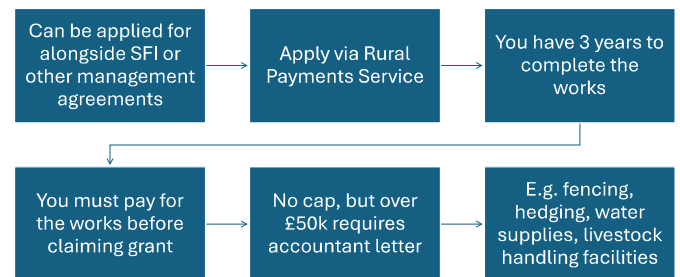 Can be applied for
alongside SFI or
other management
agreements
Apply via Rural
Payments Service
You have 3 years to
complete the
works
You must pay for
the works before
claiming grant
No cap, but over
£50k requires
accountant letter
E.g. fencing,
hedging, water
supplies, livestock
handling facilities